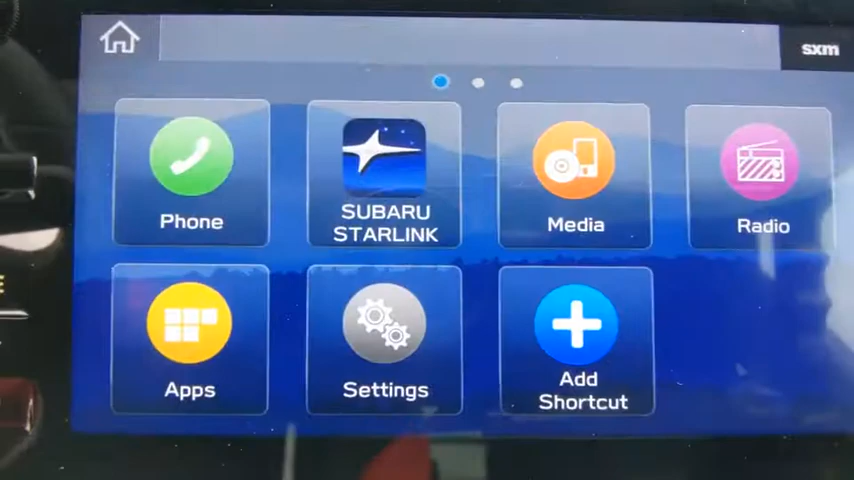 sxm
Phone
SUBARU
STARLINK
Media
Radio
Apps
Settings
Add
Shortcut